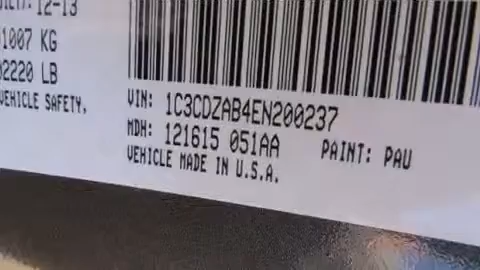 12-13
1007 KG
2220 LB
VEHICLE SAFETY,
VIN: 1C3CDZAB4EN200237
MDH: 121615 051AA PAINT: PAU
VEHICLE MADE IN U.S.A.